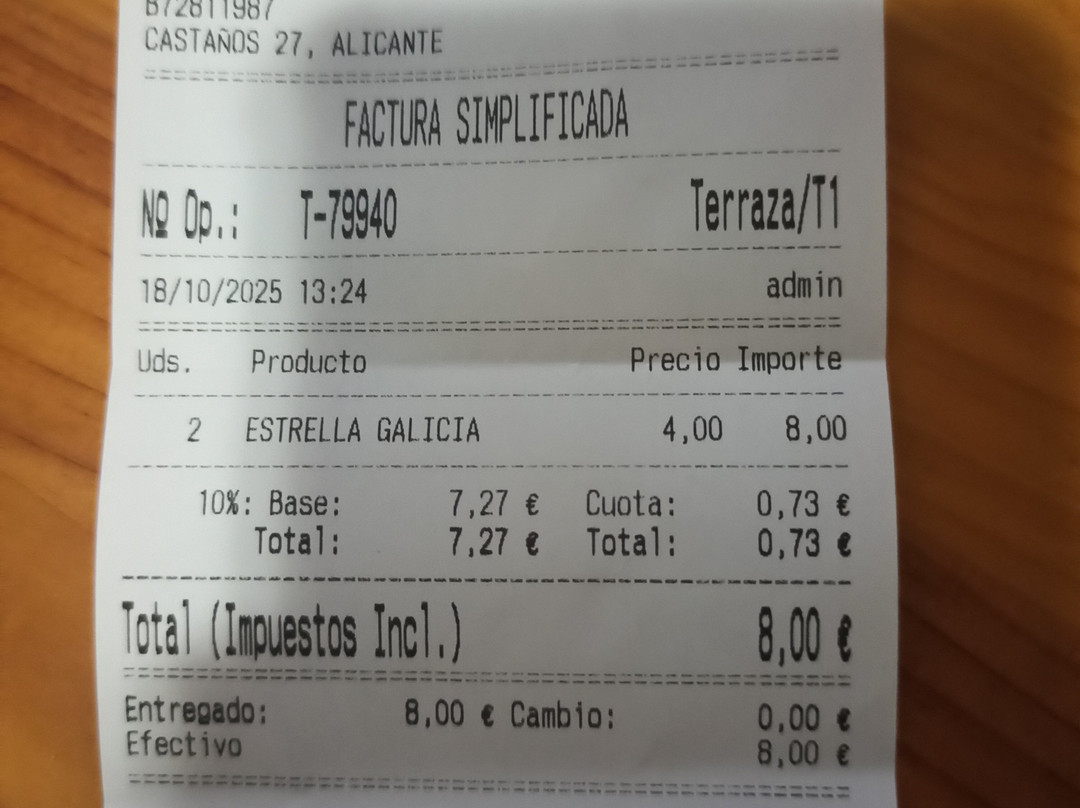 B72811987
CASTAÑOS 27, ALICANTE
FACTURA SIMPLIFICADA
Nº Op.: T-79940 Terraza/T1
18/10/2025 13:24 admin
Uds. Producto Precio Importe
2 ESTRELLA GALICIA 4,00 8,00
10%: Base: 7,27 € Cuota: 0,73 €
Total: 7,27 € Total: 0,73 €
Total (Impuestos Incl.) 8,00 €
Entregado: 8,00 € Cambio: 0,00 €
Efectivo 8,00 €